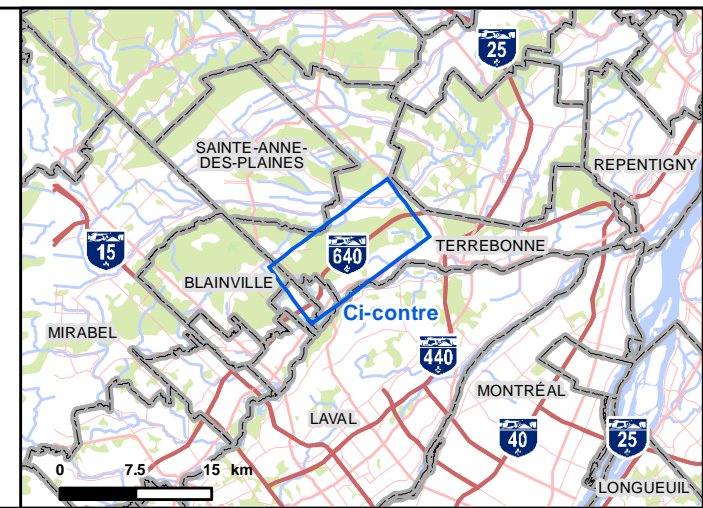 25
SAINTE-ANNE-
DES-PLAINES
REPENTIGNY
15
640
TERREBONNE
BLAINVILLE
Ci-contre
MIRABEL
440
MONTRÉAL
LAVAL
40
25
0 7.5 15 km
LONGUEUIL